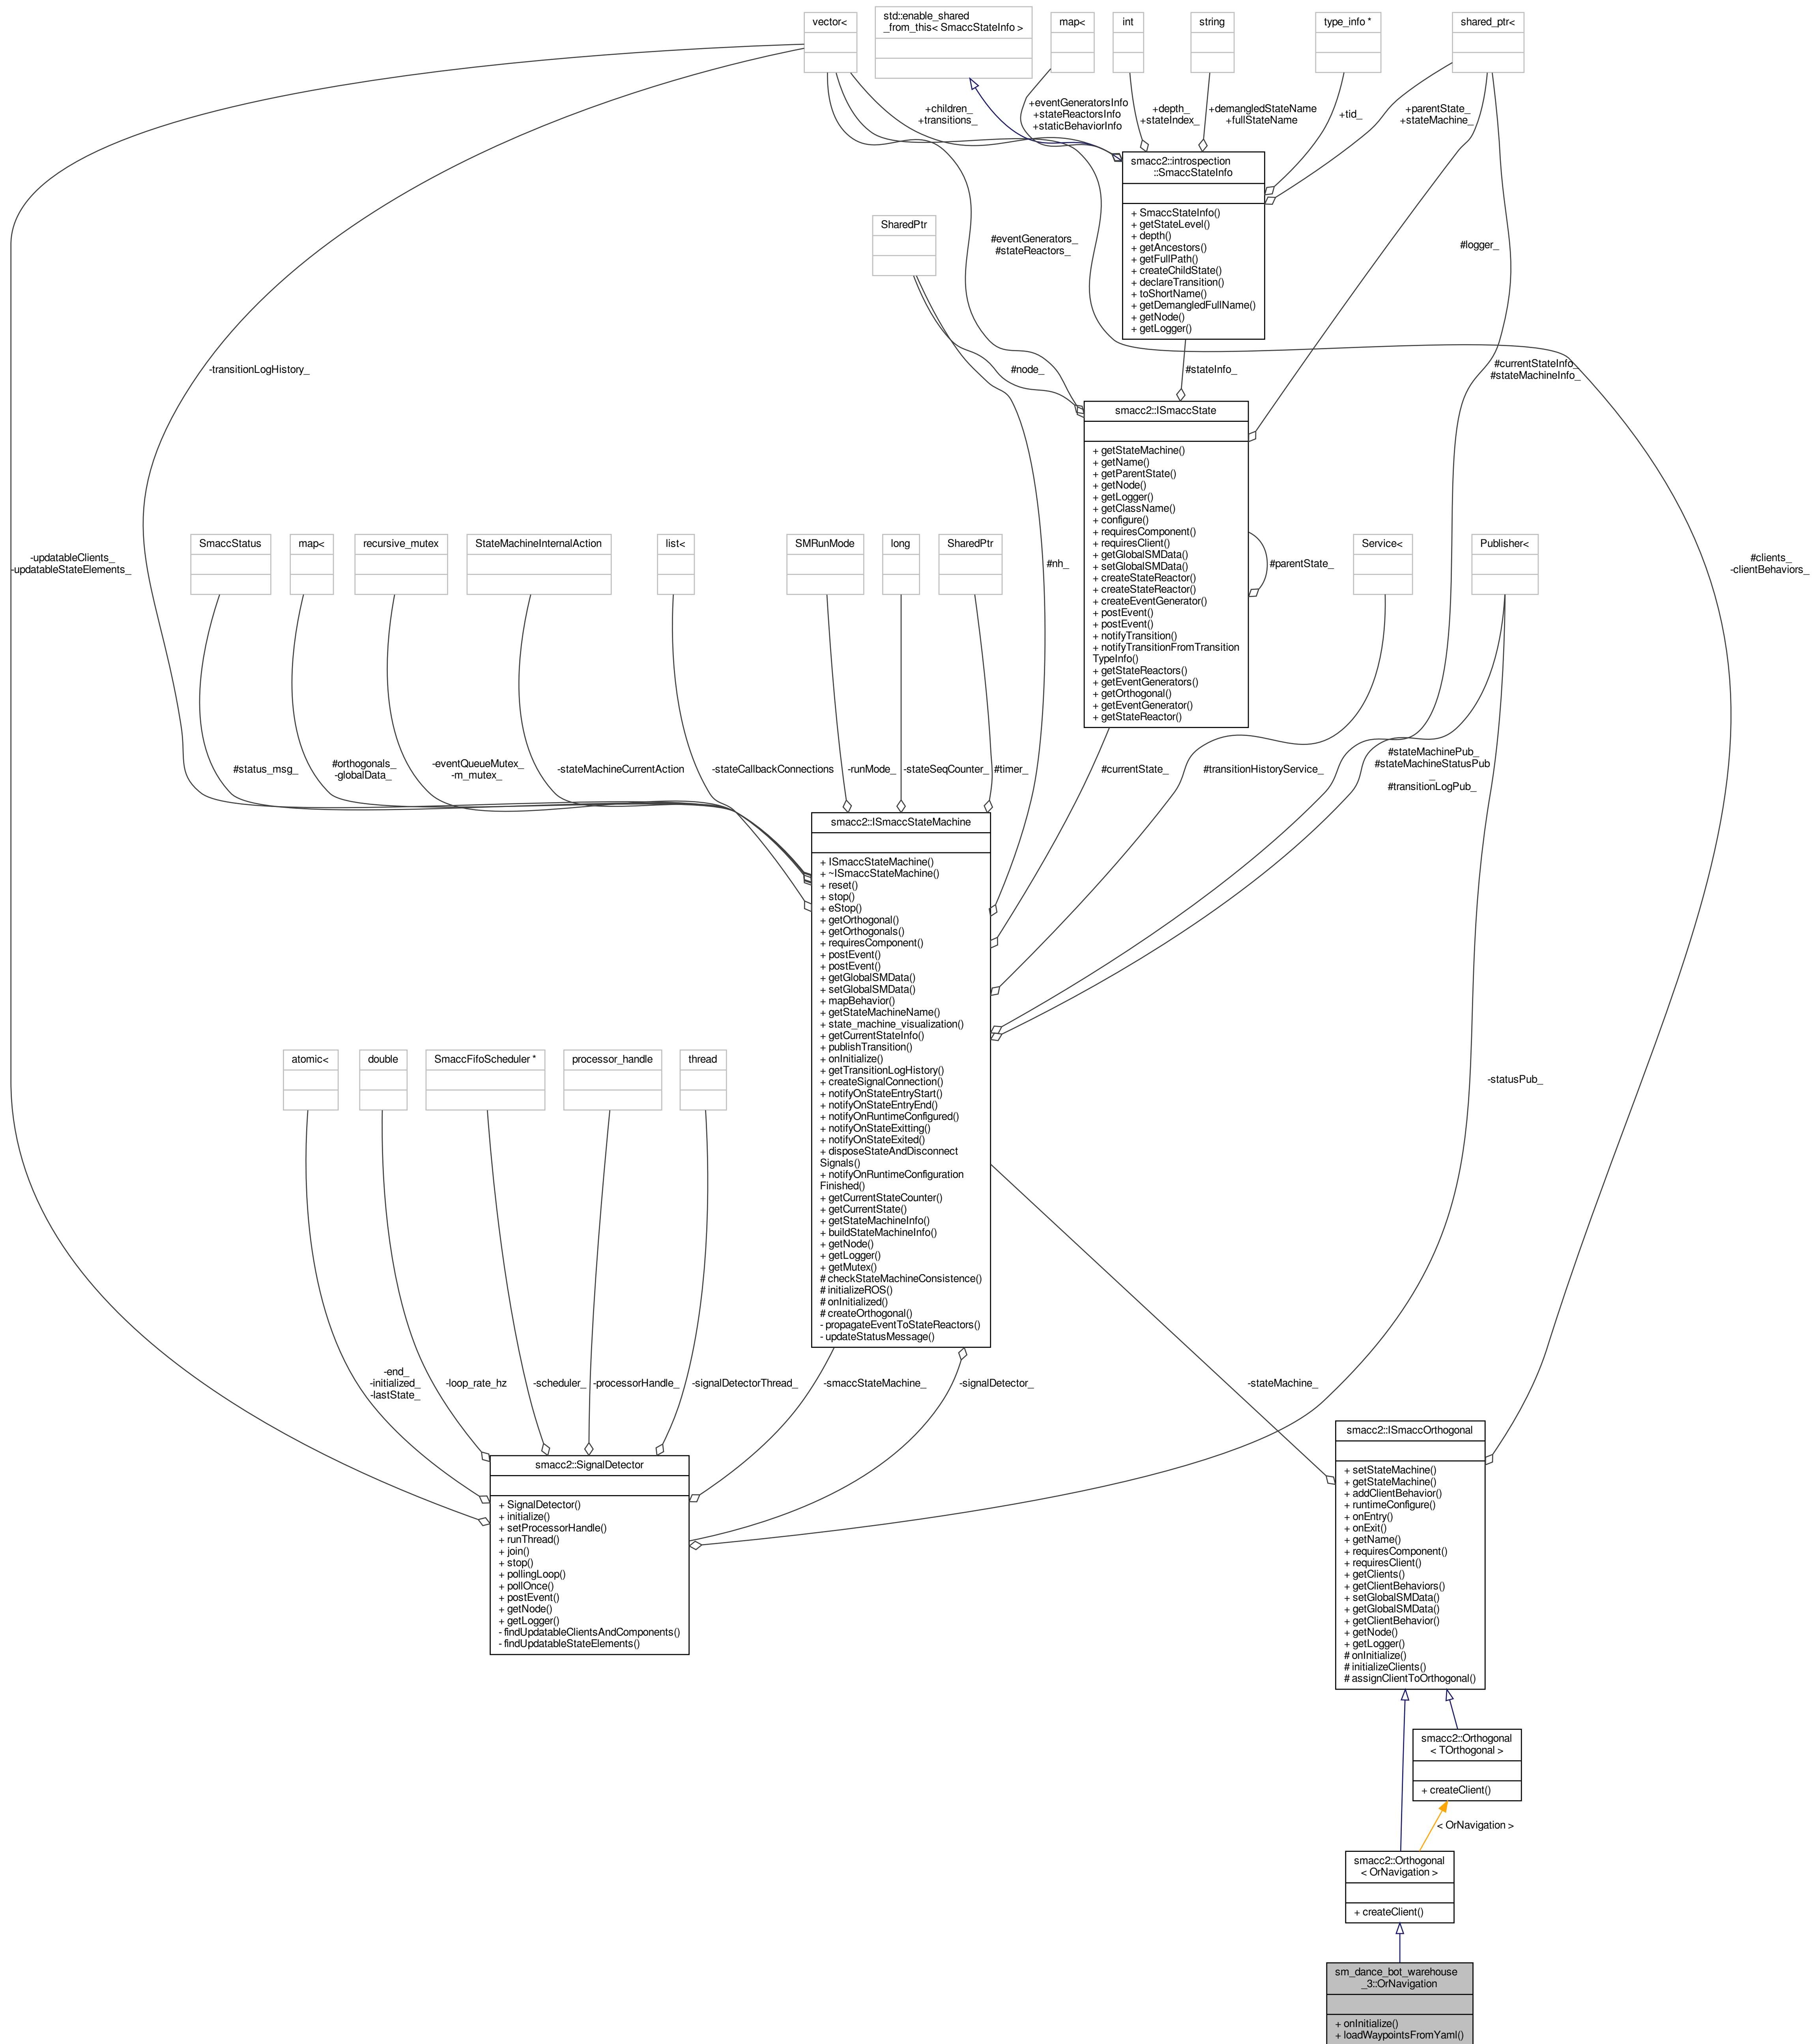 vector<
std::enable_shared
_from_this< SmaccStateInfo >
map<
int
string
type_info *
shared_ptr<
+children_
+transitions_
+eventGeneratorsInfo
+stateReactorsInfo
+staticBehaviorInfo
+depth_
+stateIndex_
+demangledStateName
+fullStateName
+tid_
+parentState_
+stateMachine_
smacc2::introspection
::SmaccStateInfo
+ SmaccStateInfo()
+ getStateLevel()
+ depth()
+ getAncestors()
+ getFullPath()
+ createChildState()
+ declareTransition()
+ toShortName()
+ getDemangledFullName()
+ getNode()
+ getLogger()
SharedPtr
#eventGenerators_
#stateReactors_
#logger_
-transitionLogHistory_
#node_
#stateInfo_
#currentStateInfo_
#stateMachineInfo_
smacc2::ISmaccState
+ getStateMachine()
+ getName()
+ getParentState()
+ getNode()
+ getLogger()
+ getClassName()
+ configure()
+ requiresComponent()
+ requiresClient()
+ getGlobalSMData()
+ setGlobalSMData()
+ createStateReactor()
+ createStateReactor()
+ createEventGenerator()
+ postEvent()
+ postEvent()
+ notifyTransition()
+ notifyTransitionFromTransition
TypeInfo()
+ getStateReactors()
+ getEventGenerators()
+ getOrthogonal()
+ getEventGenerator()
+ getStateReactor()
-updatableClients_
-updatableStateElements_
SmaccStatus
map<
recursive_mutex
StateMachineInternalAction
list<
SMRunMode
long
SharedPtr
#nh_
#parentState_
Service<
Publisher<
#clients_
-clientBehaviors_
#status_msg_
#orthogonals_
-globalData_
-eventQueueMutex_
-m_mutex_
-stateMachineCurrentAction
-stateCallbackConnections
-runMode_
-stateSeqCounter_
#timer_
#currentState_
#transitionHistoryService_
#stateMachinePub_
#stateMachineStatusPub
_
#transitionLogPub_
smacc2::ISmaccStateMachine
+ ISmaccStateMachine()
+ ~ISmaccStateMachine()
+ reset()
+ stop()
+ eStop()
+ getOrthogonal()
+ getOrthogonals()
+ requiresComponent()
+ postEvent()
+ postEvent()
+ getGlobalSMData()
+ setGlobalSMData()
+ mapBehavior()
+ getStateMachineName()
+ state_machine_visualization()
+ getCurrentStateInfo()
+ publishTransition()
+ onInitialize()
+ getTransitionLogHistory()
+ createSignalConnection()
+ notifyOnStateEntryStart()
+ notifyOnStateEntryEnd()
+ notifyOnRuntimeConfigured()
+ notifyOnStateExitting()
+ notifyOnStateExited()
+ disposeStateAndDisconnect
Signals()
+ notifyOnRuntimeConfiguration
Finished()
+ getCurrentStateCounter()
+ getCurrentState()
+ getStateMachineInfo()
+ buildStateMachineInfo()
+ getNode()
+ getLogger()
+ getMutex()
# checkStateMachineConsistence()
# initializeROS()
# onInitialized()
# createOrthogonal()
- propagateEventToStateReactors()
- updateStatusMessage()
atomic<
double
SmaccFifoScheduler *
processor_handle
thread
-statusPub_
-end_
-initialized_
-lastState_
-loop_rate_hz
-scheduler_
-processorHandle_
-signalDetectorThread_
-smaccStateMachine_
-signalDetector_
-stateMachine_
smacc2::SignalDetector
+ SignalDetector()
+ initialize()
+ setProcessorHandle()
+ runThread()
+ join()
+ stop()
+ pollingLoop()
+ pollOnce()
+ postEvent()
+ getNode()
+ getLogger()
- findUpdatableClientsAndComponents()
- findUpdatableStateElements()
smacc2::ISmaccOrthogonal
+ setStateMachine()
+ getStateMachine()
+ addClientBehavior()
+ runtimeConfigure()
+ onEntry()
+ onExit()
+ getName()
+ requiresComponent()
+ requiresClient()
+ getClients()
+ getClientBehaviors()
+ setGlobalSMData()
+ getGlobalSMData()
+ getClientBehavior()
+ getNode()
+ getLogger()
# onInitialize()
# initializeClients()
# assignClientToOrthogonal()
smacc2::Orthogonal
< TOrthogonal >
+ createClient()
< OrNavigation >
smacc2::Orthogonal
< OrNavigation >
+ createClient()
sm_dance_bot_warehouse
_3::OrNavigation
+ onInitialize()
+ loadWaypointsFromYaml()